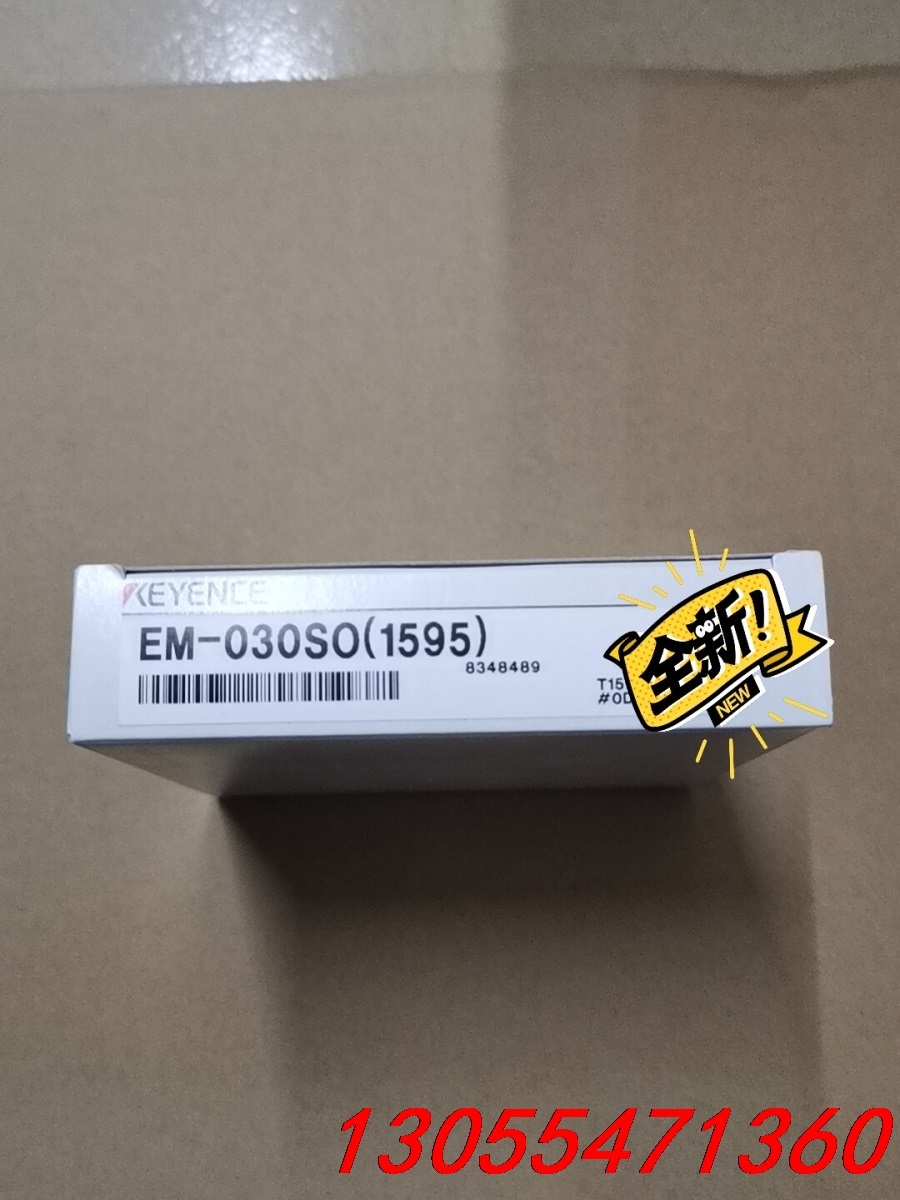 KEYENCE
EM-030SO(1595)
8348489
T15
#0D
全新!
NEW
13055471360